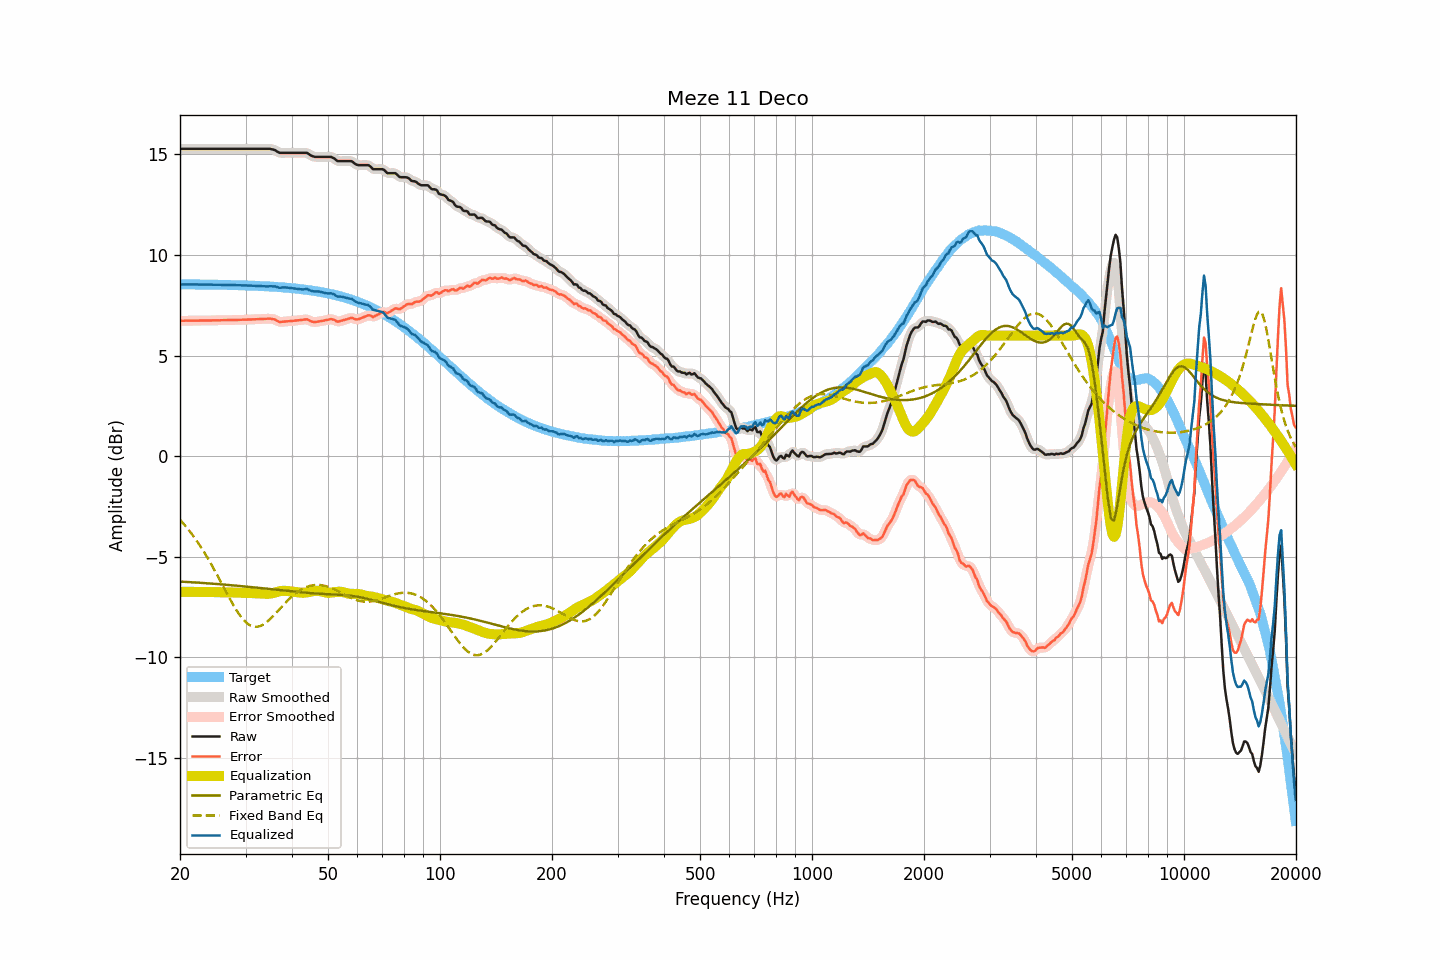 Meze 11 Deco
Amplitude (dBr)
15
10
5
0
−5
−10
−15
Target
Raw Smoothed
Error Smoothed
Raw
Error
Equalization
Parametric Eq
Fixed Band Eq
Equalized
20 50 100 200 500 1000 2000 5000 10000 20000
Frequency (Hz)